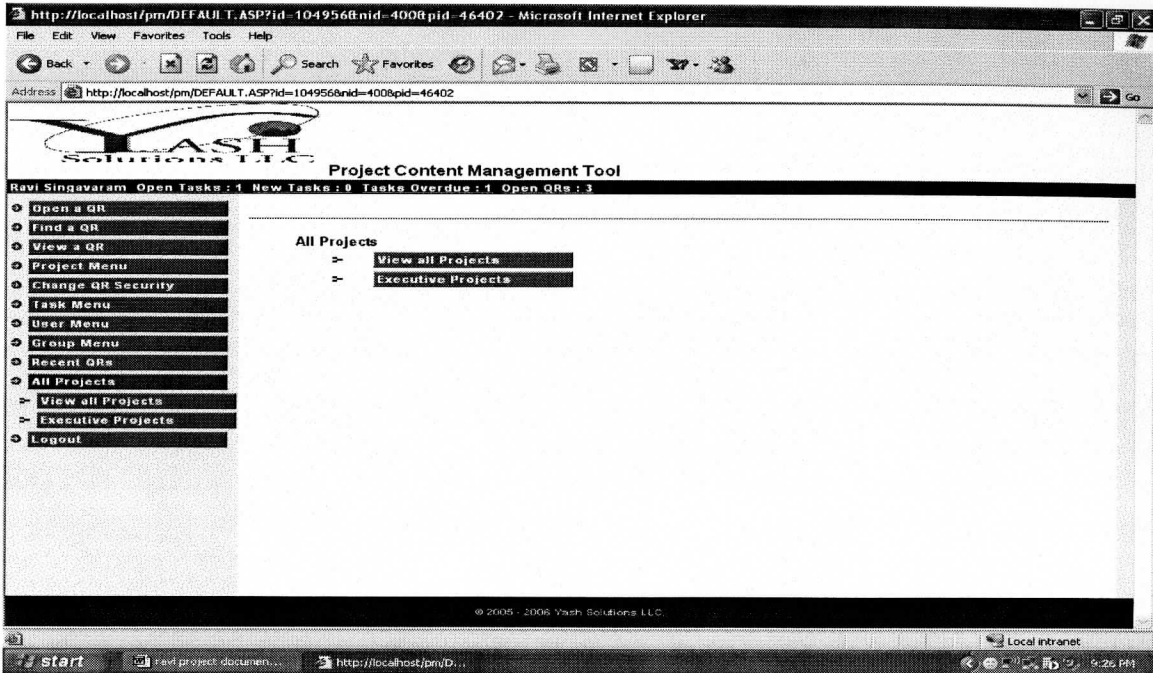 http://localhost/pm/DEFAULT.ASP?id=104956&nid=400&pid=46402 - Microsoft Internet Explorer
File Edit View Favorites Tools Help
Back Search Favorites
Address http://localhost/pm/DEFAULT.ASP?id=104956&nid=400&pid=46402 Go
YASH
Solutions LLC
Project Content Management Tool
Ravi Singavaram Open Tasks : 1 New Tasks : 0 Tasks Overdue : 1 Open QRs : 3
Open a QR
Find a QR
View a QR
Project Menu
Change QR Security
Task Menu
User Menu
Group Menu
Recent QRs
All Projects
View all Projects
Executive Projects
Logout
All Projects
View all Projects
Executive Projects
© 2005 - 2006 Yash Solutions LLC.
Local intranet
start ravi project documen... http://localhost/pm/D... 9:26 PM